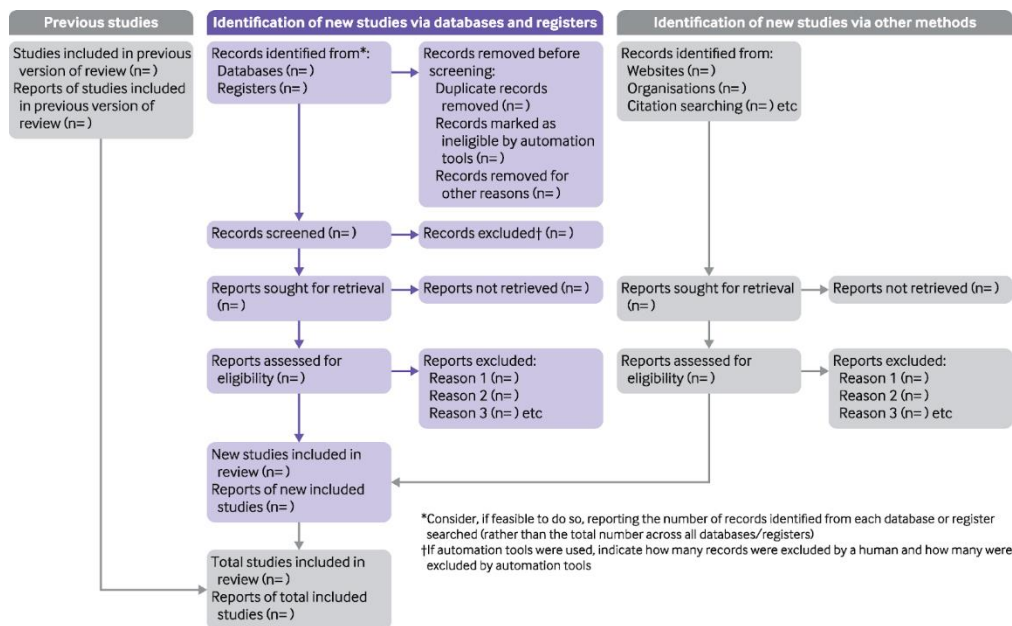 Previous studies
Identification of new studies via databases and registers
Identification of new studies via other methods
Studies included in previous
version of review (n= )
Reports of studies included
in previous version of
review (n= )
Records identified from*:
Databases (n= )
Registers (n= )
Records removed before
screening:
Duplicate records
removed (n= )
Records marked as
ineligible by automation
tools (n= )
Records removed for
other reasons (n= )
Records identified from:
Websites (n= )
Organisations (n= )
Citation searching (n= ) etc
Records screened (n= )
Records excluded† (n= )
Reports sought for retrieval
(n= )
Reports not retrieved (n= )
Reports sought for retrieval
(n= )
Reports not retrieved (n= )
Reports assessed for
eligibility (n= )
Reports excluded:
Reason 1 (n= )
Reason 2 (n= )
Reason 3 (n= ) etc
Reports assessed for
eligibility (n= )
Reports excluded:
Reason 1 (n= )
Reason 2 (n= )
Reason 3 (n= ) etc
New studies included in
review (n= )
Reports of new included
studies (n= )
Total studies included in
review (n= )
Reports of total included
studies (n= )
*Consider, if feasible to do so, reporting the number of records identified from each database or register
searched (rather than the total number across all databases/registers)
†If automation tools were used, indicate how many records were excluded by a human and how many were
excluded by automation tools